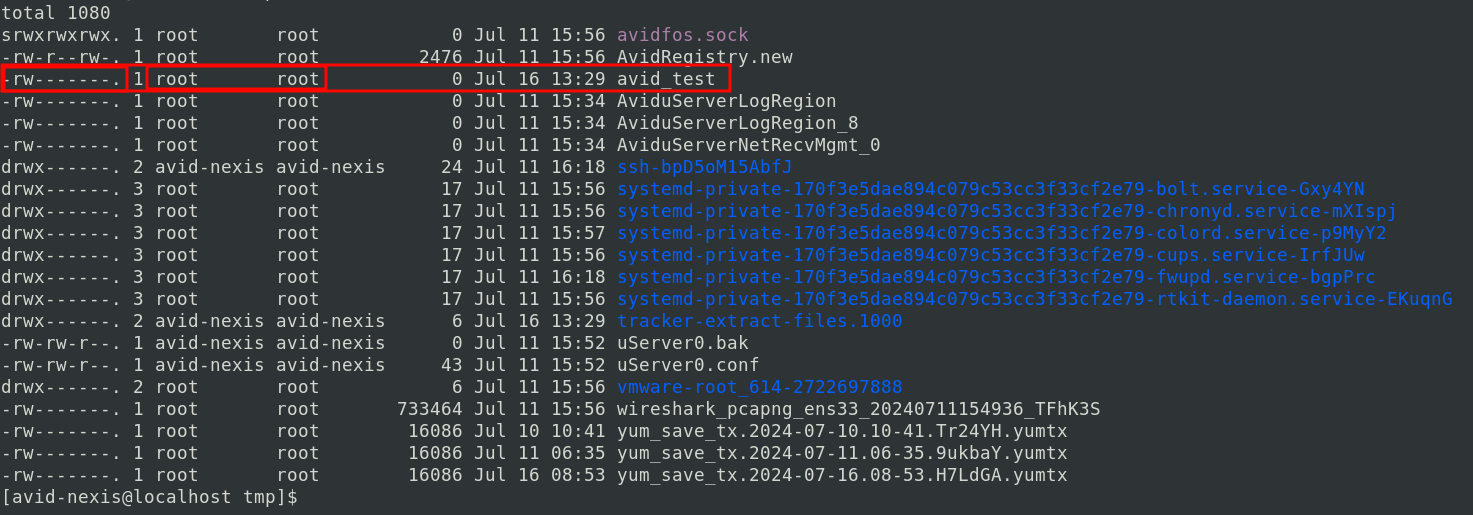 total 1080
srwxrwxrwx. 1 root       root            0 Jul 11 15:56 avidfos.sock
-rw-r--rw-. 1 root       root         2476 Jul 11 15:56 AvidRegistry.new
-rw-------. 1 root       root            0 Jul 16 13:29 avid_test
-rw-------. 1 root       root            0 Jul 11 15:34 AviduServerLogRegion
-rw-------. 1 root       root            0 Jul 11 15:34 AviduServerLogRegion_8
-rw-------. 1 root       root            0 Jul 11 15:34 AviduServerNetRecvMgmt_0
drwx------. 2 avid-nexis avid-nexis     24 Jul 11 16:18 ssh-bpD5oM15AbfJ
drwx------. 3 root       root           17 Jul 11 15:56 systemd-private-170f3e5dae894c079c53cc3f33cf2e79-bolt.service-Gxy4YN
drwx------. 3 root       root           17 Jul 11 15:56 systemd-private-170f3e5dae894c079c53cc3f33cf2e79-chronyd.service-mXIspj
drwx------. 3 root       root           17 Jul 11 15:57 systemd-private-170f3e5dae894c079c53cc3f33cf2e79-colord.service-p9MyY2
drwx------. 3 root       root           17 Jul 11 15:56 systemd-private-170f3e5dae894c079c53cc3f33cf2e79-cups.service-IrfJUw
drwx------. 3 root       root           17 Jul 11 16:18 systemd-private-170f3e5dae894c079c53cc3f33cf2e79-fwupd.service-bgpPrc
drwx------. 3 root       root           17 Jul 11 15:56 systemd-private-170f3e5dae894c079c53cc3f33cf2e79-rtkit-daemon.service-EKuqnG
drwx------. 2 avid-nexis avid-nexis      6 Jul 16 13:29 tracker-extract-files.1000
-rw-rw-r--. 1 avid-nexis avid-nexis      0 Jul 11 15:52 uServer0.bak
-rw-rw-r--. 1 avid-nexis avid-nexis     43 Jul 11 15:52 uServer0.conf
drwx------. 2 root       root            6 Jul 11 15:56 vmware-root_614-2722697888
-rw-------. 1 root       root       733464 Jul 11 15:56 wireshark_pcapng_ens33_20240711154936_TFhK3S
-rw-------. 1 root       root        16086 Jul 10 10:41 yum_save_tx.2024-07-10.10-41.Tr24YH.yumtx
-rw-------. 1 root       root        16086 Jul 11 06:35 yum_save_tx.2024-07-11.06-35.9ukbaY.yumtx
-rw-------. 1 root       root        16086 Jul 16 08:53 yum_save_tx.2024-07-16.08-53.H7LdGA.yumtx
[avid-nexis@localhost tmp]$